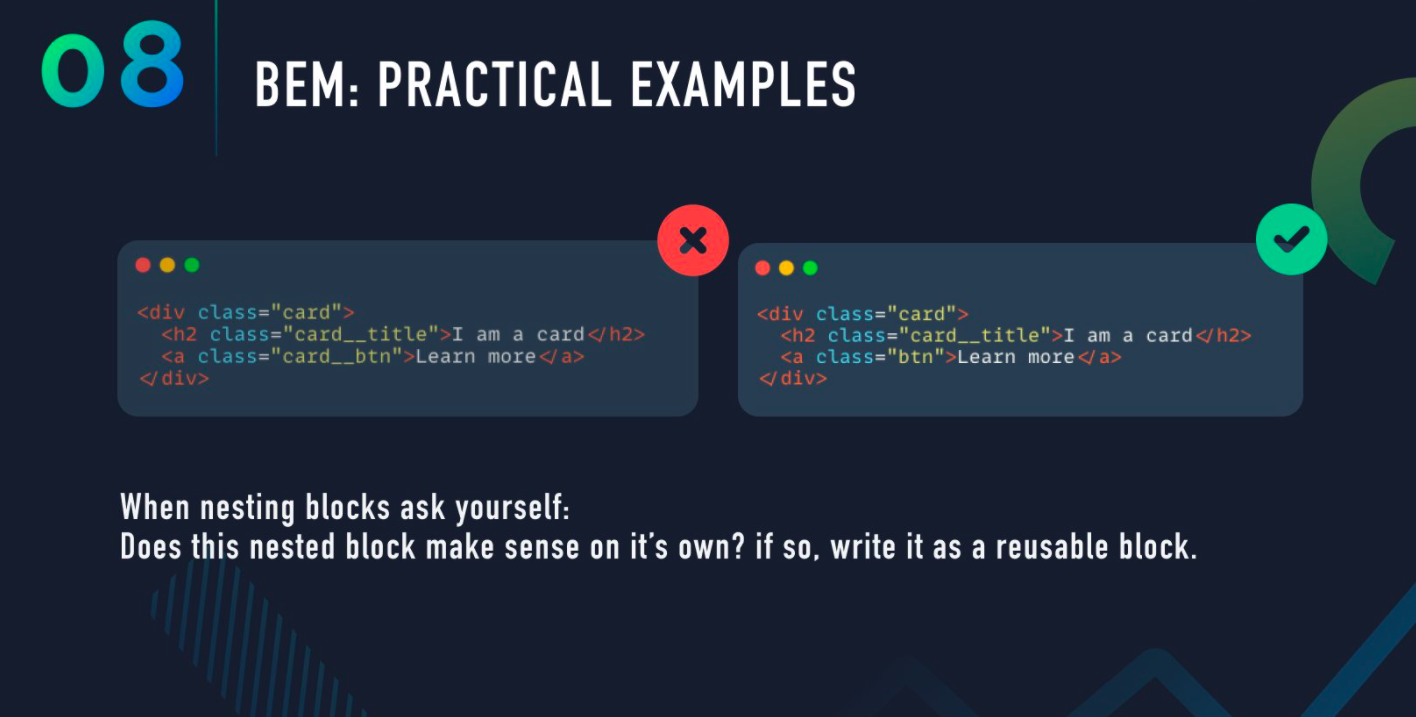 08
BEM: PRACTICAL EXAMPLES
<div class="card">
  <h2 class="card__title">I am a card</h2>
  <a class="card__btn">Learn more</a>
</div>
<div class="card">
  <h2 class="card__title">I am a card</h2>
  <a class="btn">Learn more</a>
</div>
When nesting blocks ask yourself:
Does this nested block make sense on it's own? if so, write it as a reusable block.